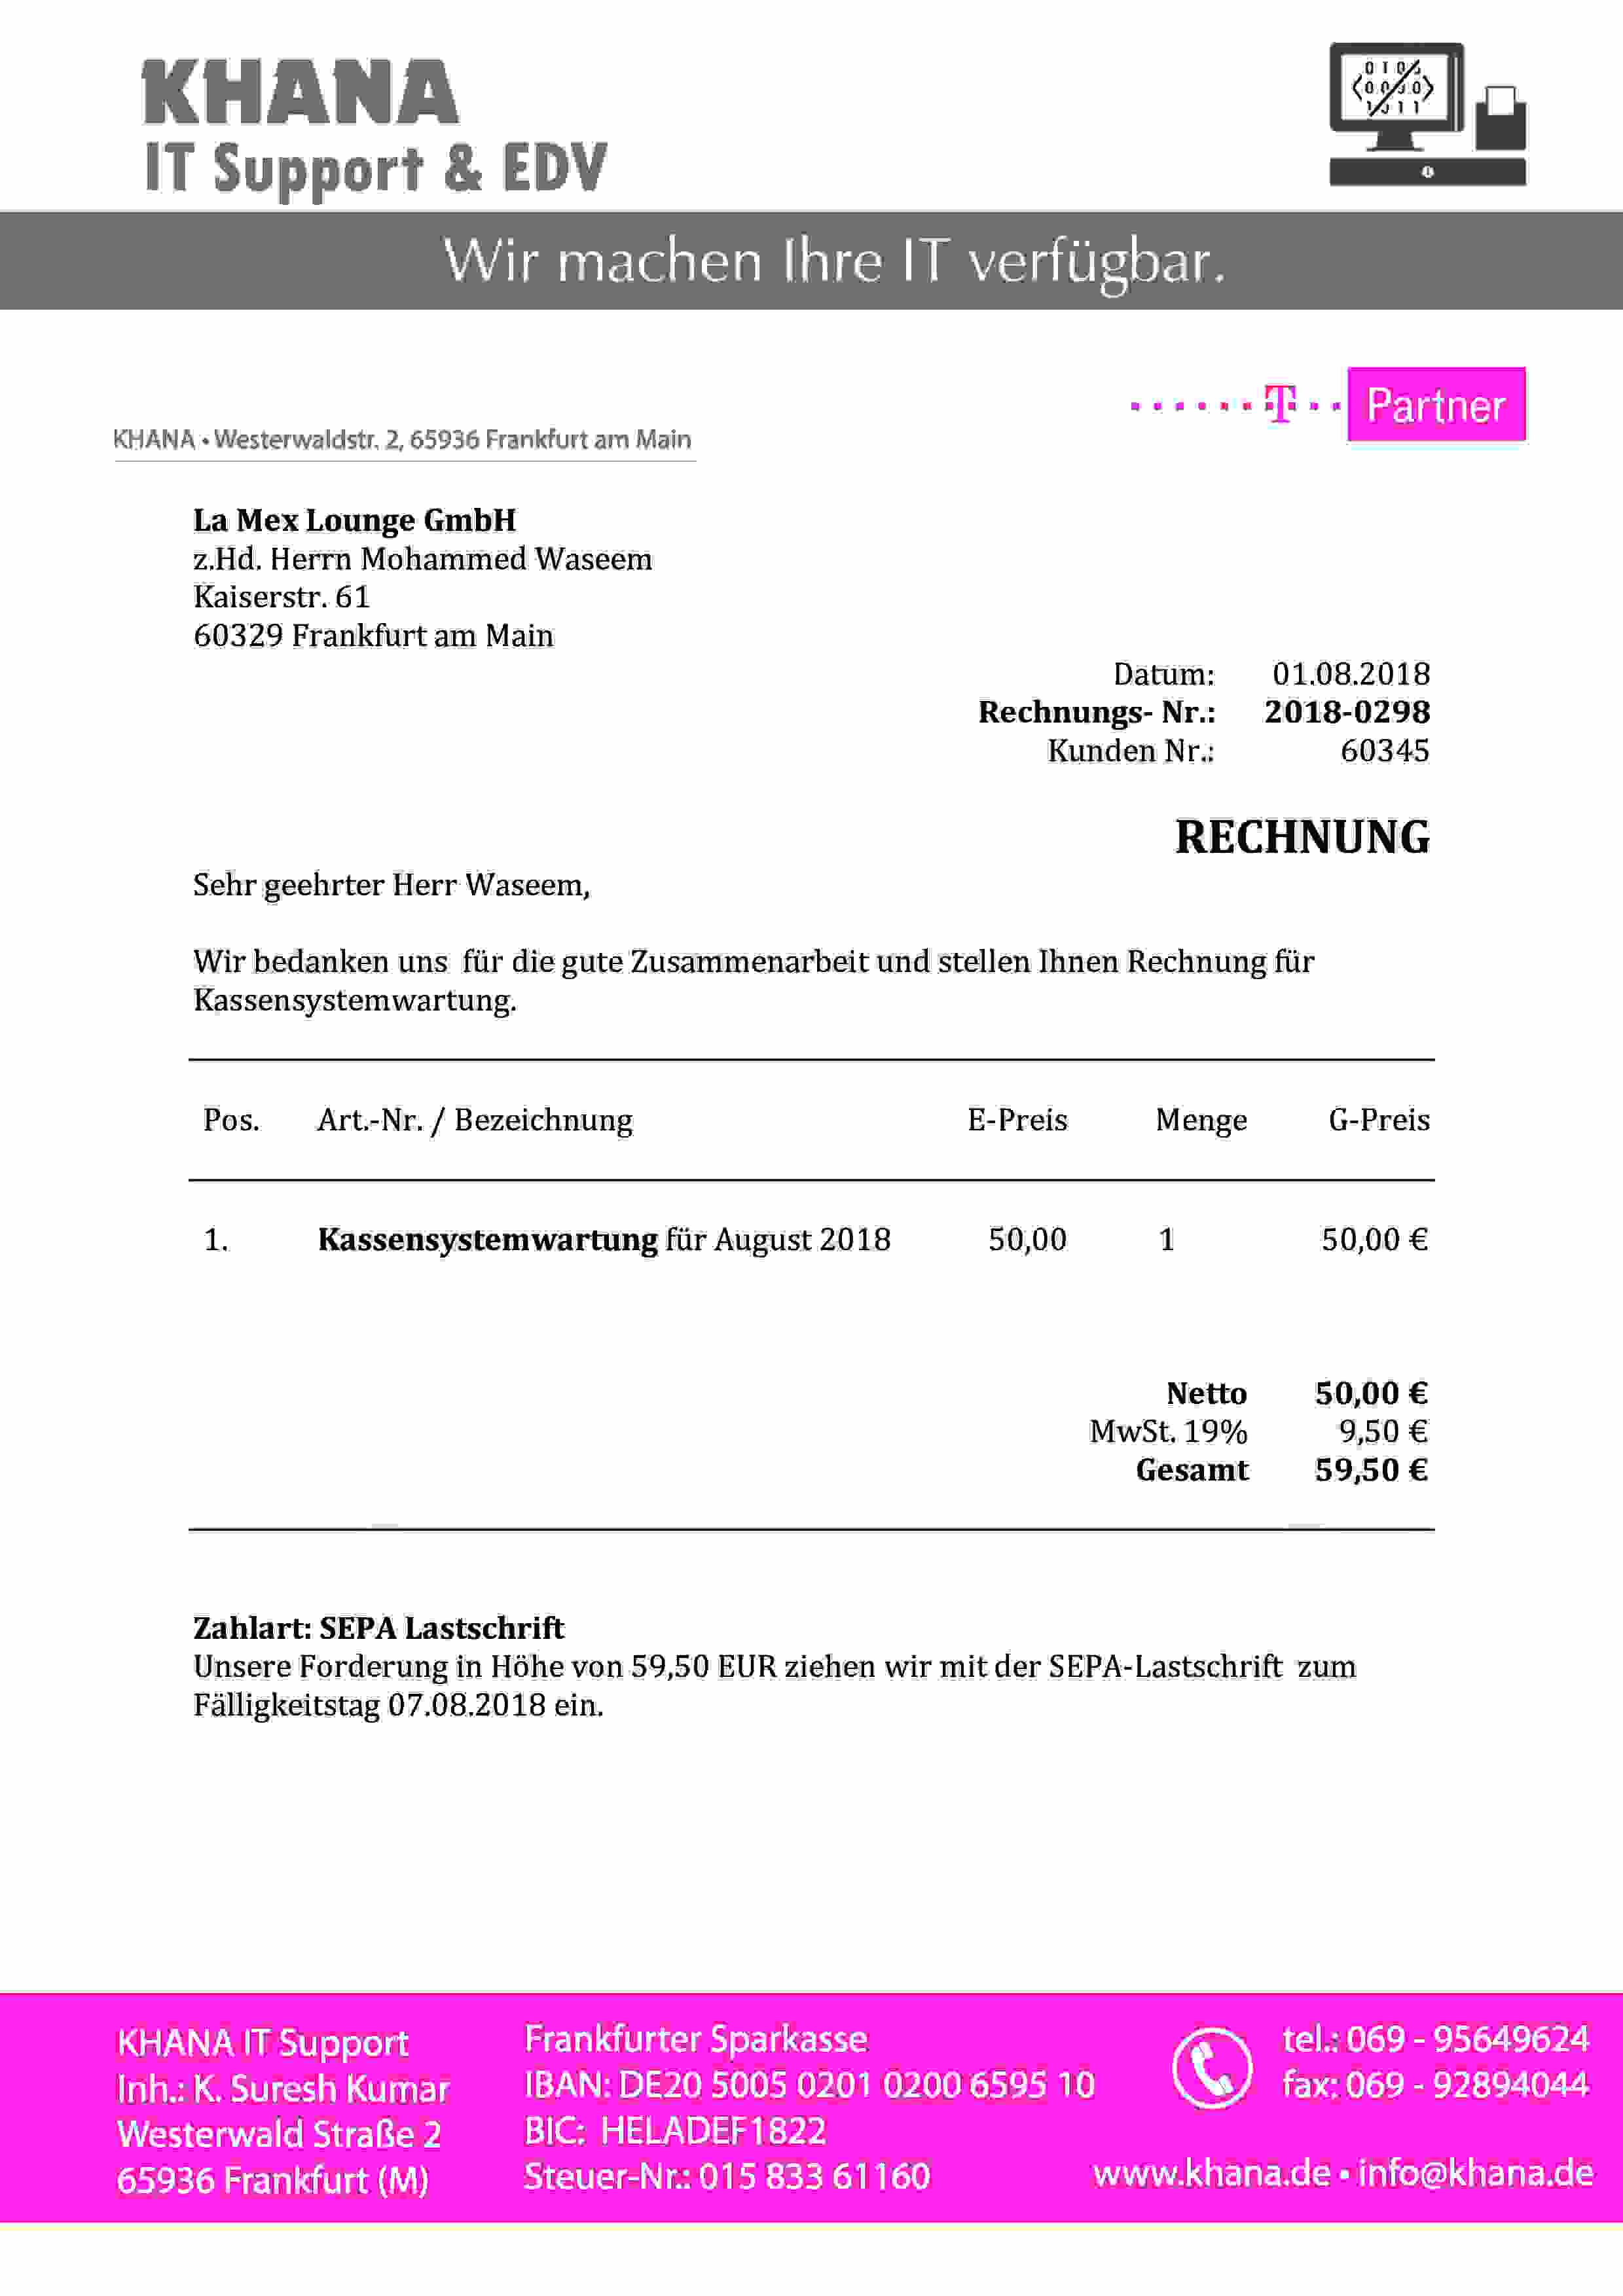 KHANA
IT Support & EDV
Wir machen Ihre IT verfügbar.
T Partner
KHANA • Westerwaldstr. 2, 65936 Frankfurt am Main
La Mex Lounge GmbH
z.Hd. Herrn Mohammed Waseem
Kaiserstr. 61
60329 Frankfurt am Main
Datum: 01.08.2018
Rechnungs- Nr.: 2018-0298
Kunden Nr.: 60345
RECHNUNG
Sehr geehrter Herr Waseem,
Wir bedanken uns für die gute Zusammenarbeit und stellen Ihnen Rechnung für
Kassensystemwartung.
Pos. Art.-Nr. / Bezeichnung E-Preis Menge G-Preis
1. Kassensystemwartung für August 2018 50,00 1 50,00 €
Netto 50,00 €
MwSt. 19% 9,50 €
Gesamt 59,50 €
Zahlart: SEPA Lastschrift
Unsere Forderung in Höhe von 59,50 EUR ziehen wir mit der SEPA-Lastschrift zum
Fälligkeitstag 07.08.2018 ein.
KHANA IT Support
Inh.: K. Suresh Kumar
Westerwald Straße 2
65936 Frankfurt (M)
Frankfurter Sparkasse
IBAN: DE20 5005 0201 0200 6595 10
BIC: HELADEF1822
Steuer-Nr.: 015 833 61160
tel.: 069 - 95649624
fax: 069 - 92894044
www.khana.de • info@khana.de